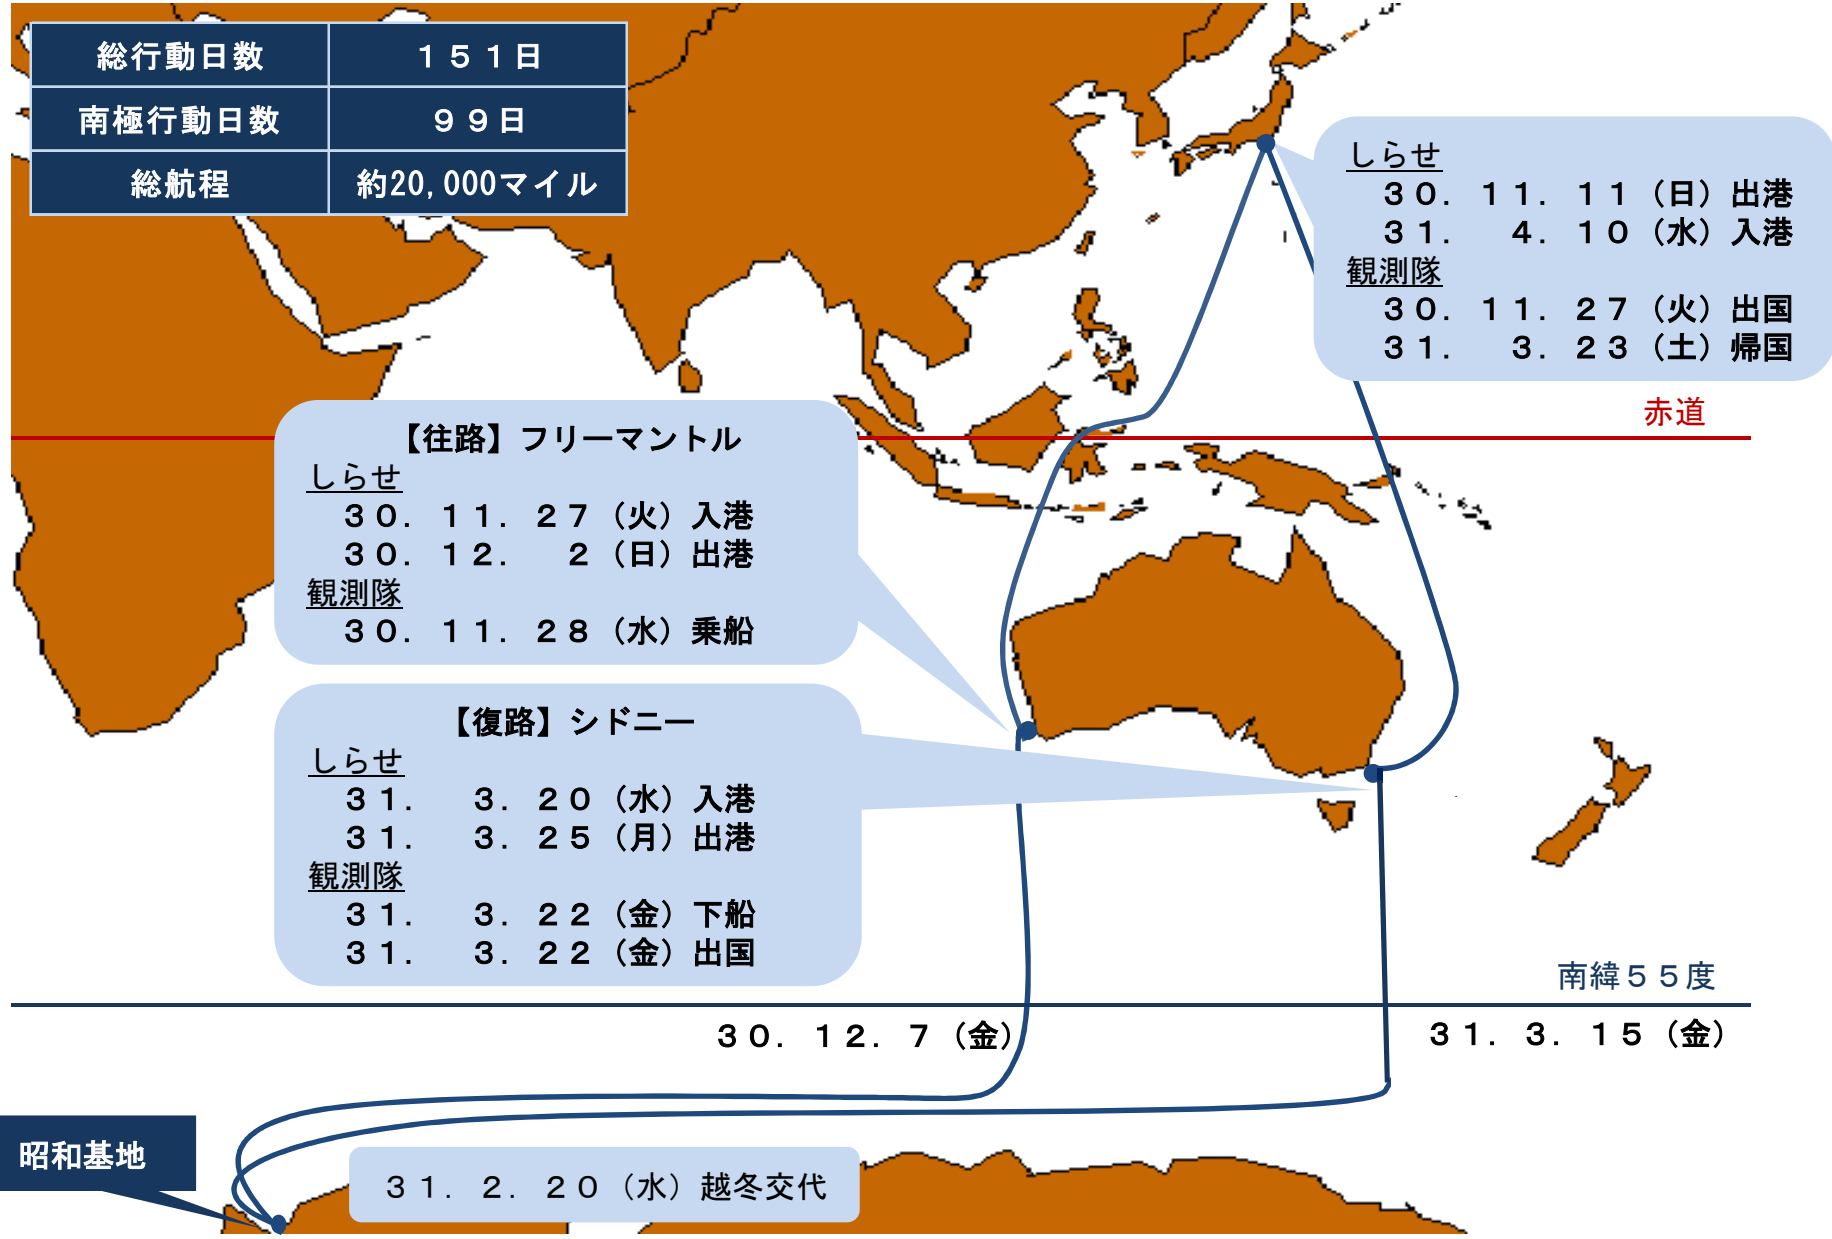 総行動日数 １５１日
南極行動日数 ９９日
総航程 約20,000マイル
しらせ
３０．１１．１１（日）出港
３１．　４．１０（水）入港
観測隊
３０．１１．２７（火）出国
３１．　３．２３（土）帰国
赤道
【往路】フリーマントル
しらせ
３０．１１．２７（火）入港
３０．１２．　２（日）出港
観測隊
３０．１１．２８（水）乗船
【復路】シドニー
しらせ
３１．　３．２０（水）入港
３１．　３．２５（月）出港
観測隊
３１．　３．２２（金）下船
３１．　３．２２（金）出国
南緯５５度
３０．１２．７（金）
３１．３．１５（金）
昭和基地
３１．２．２０（水）越冬交代